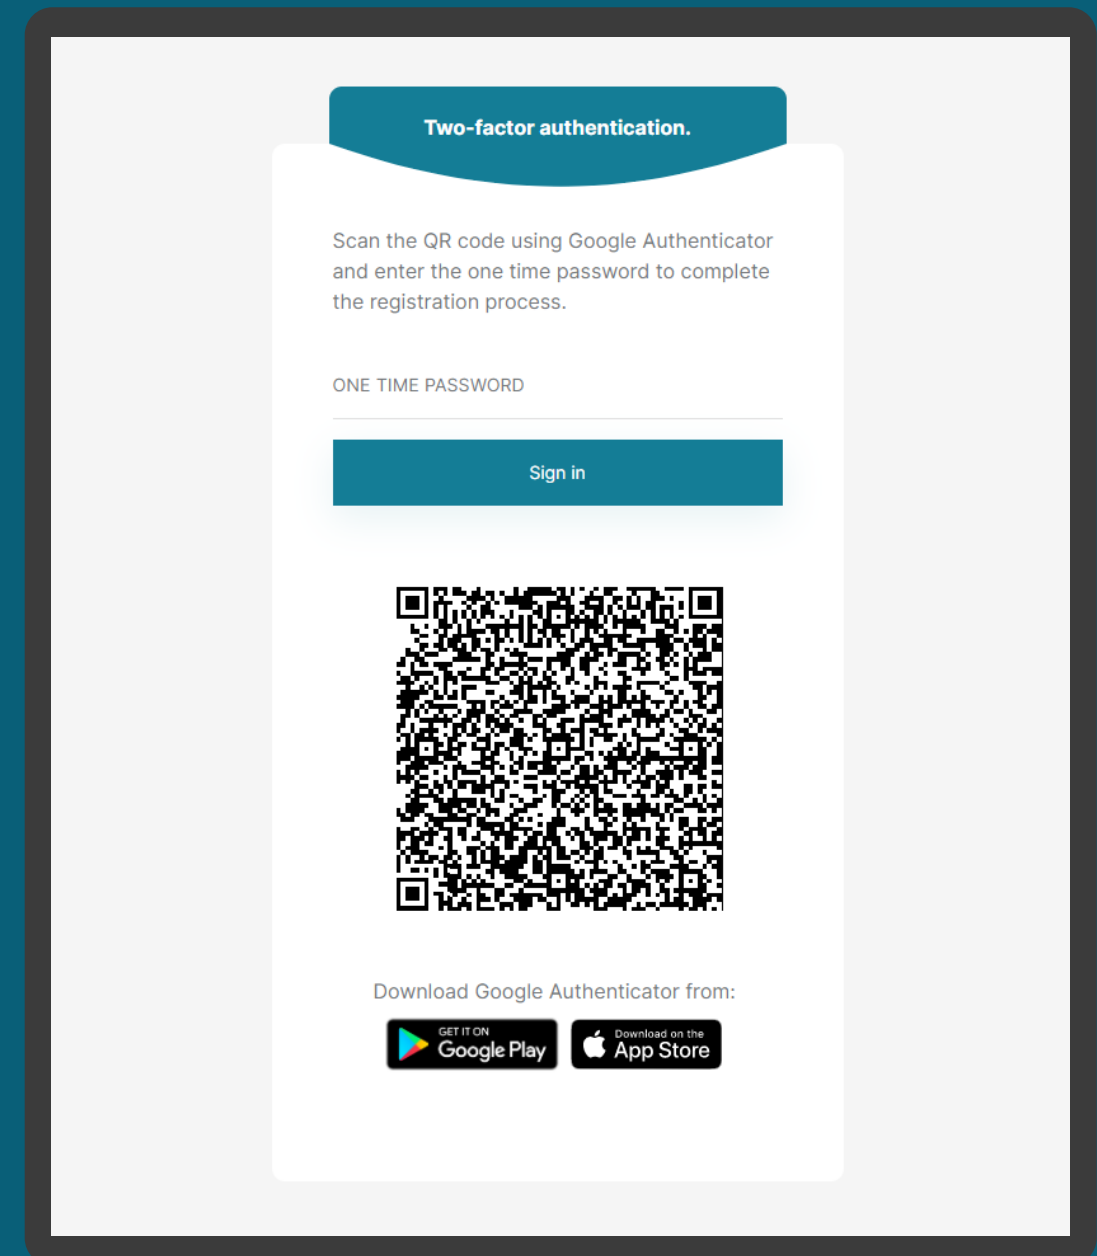 Two-factor authentication.
Scan the QR code using Google Authenticator
and enter the one time password to complete
the registration process.
ONE TIME PASSWORD
Sign in
Download Google Authenticator from:
GET IT ON
Google Play
Download on the
App Store